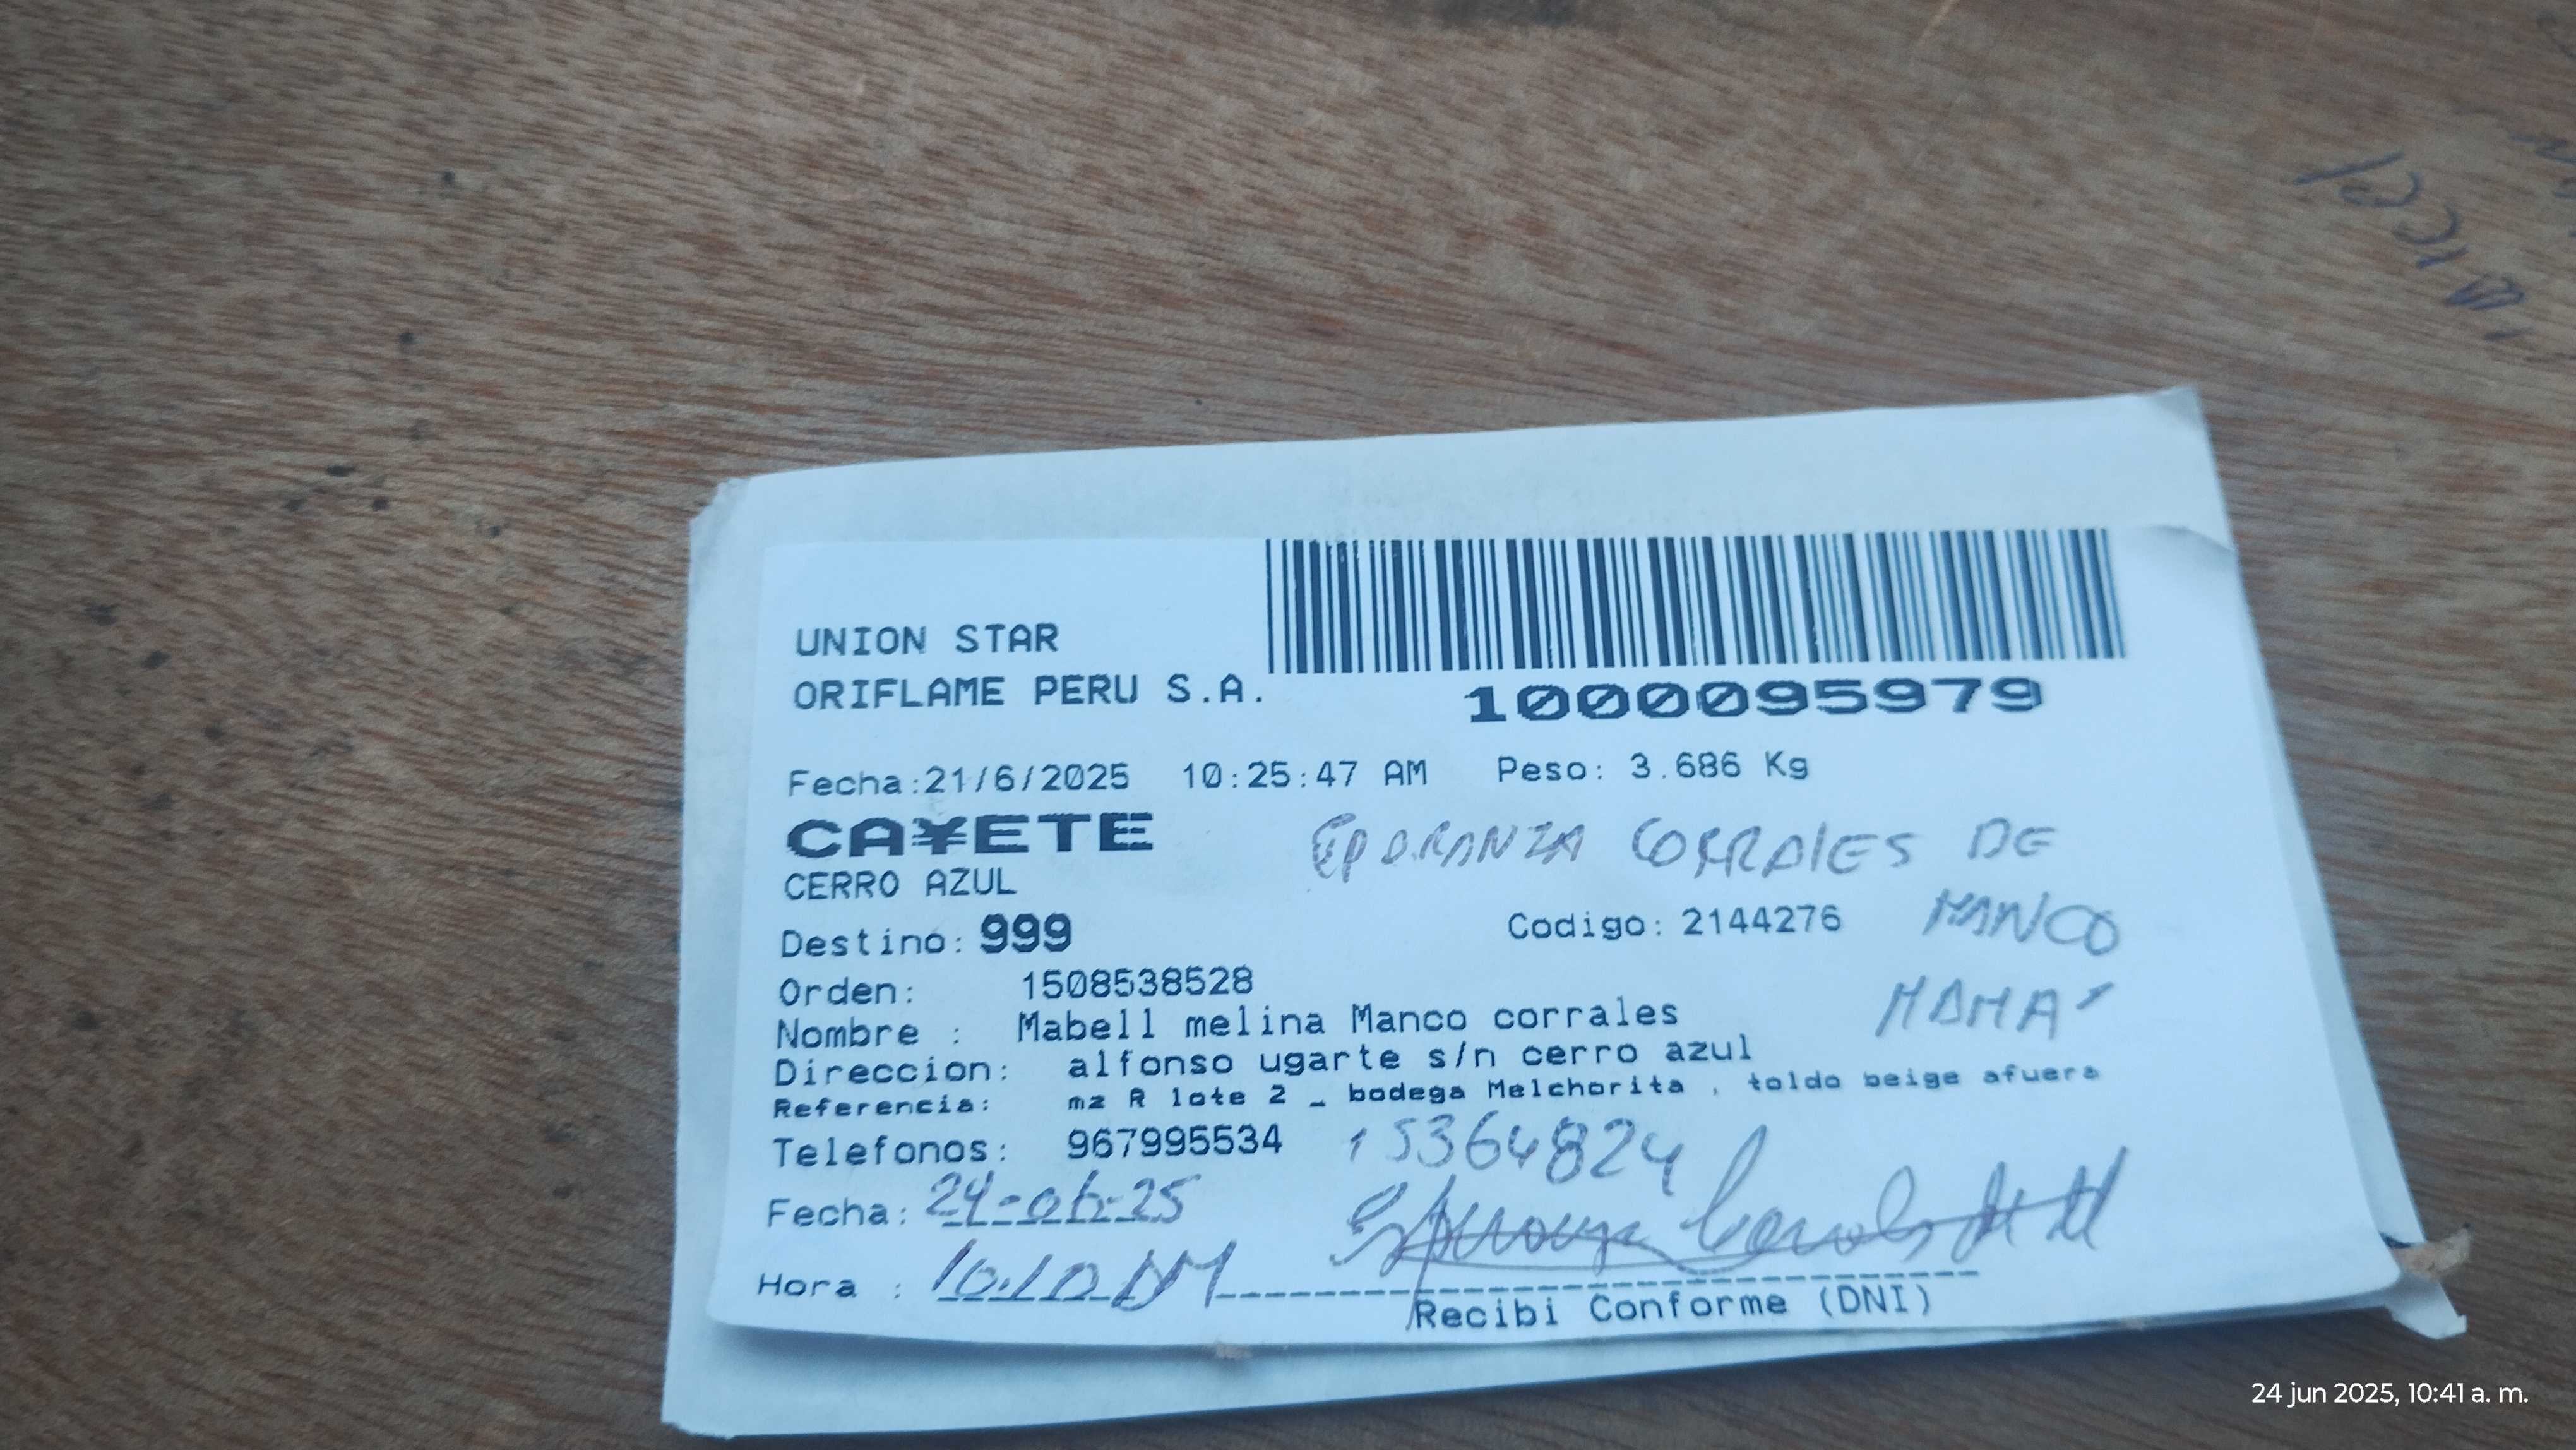 UNION STAR
ORIFLAME PERU S.A.
1000095979
Fecha:21/6/2025 10:25:47 AM Peso: 3.686 Kg
CA¥ETE
CORRALES DE
CERRO AZUL
MANCO
Destino: 999 Codigo: 2144276
MAMA'
Orden: 1508538528
Nombre : Mabell melina Manco corrales
Direccion: alfonso ugarte s/n cerro azul
Referencia: mz R lote 2 _ bodega Melchorita , toldo beige afuera
Telefonos: 967995534 15364824
Fecha: 24-06-25
Hora : 10:10 AM
Recibi Conforme (DNI)
24 jun 2025, 10:41 a. m.